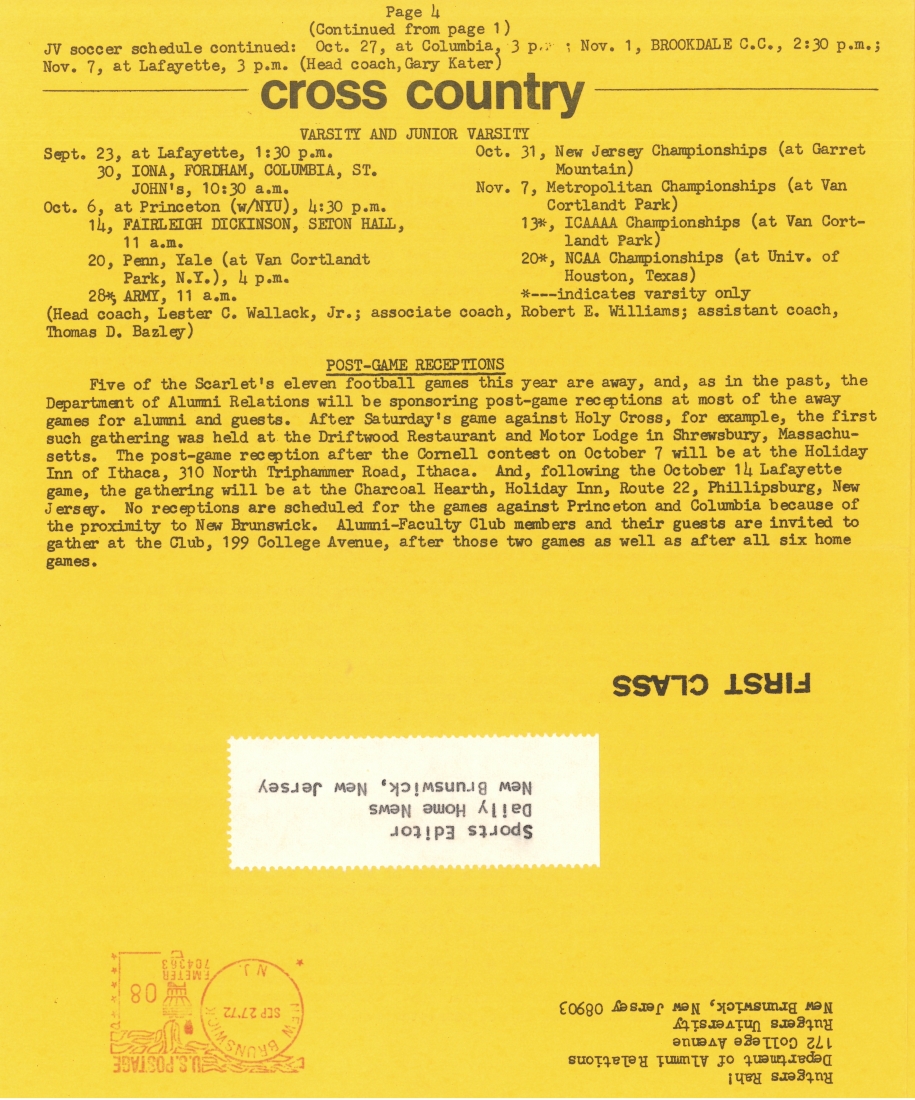 Page 4
(Continued from page 1)
JV soccer schedule continued: Oct. 27, at Columbia, 3 p. ; Nov. 1, BROOKDALE C.C., 2:30 p.m.;
Nov. 7, at Lafayette, 3 p.m. (Head coach, Gary Kater)
cross country
VARSITY AND JUNIOR VARSITY
Sept. 23, at Lafayette, 1:30 p.m.
30, IONA, FORDHAM, COLUMBIA, ST.
JOHN's, 10:30 a.m.
Oct. 6, at Princeton (w/NYU), 4:30 p.m.
14, FAIRLEIGH DICKINSON, SETON HALL,
11 a.m.
20, Penn, Yale (at Van Cortlandt
Park, N.Y.), 4 p.m.
28*, ARMY, 11 a.m.
Oct. 31, New Jersey Championships (at Garret
Mountain)
Nov. 7, Metropolitan Championships (at Van
Cortlandt Park)
13*, ICAAAA Championships (at Van Cort-
landt Park)
20*, NCAA Championships (at Univ. of
Houston, Texas)
*---indicates varsity only
(Head coach, Lester C. Wallack, Jr.; associate coach, Robert E. Williams; assistant coach,
Thomas D. Bazley)
POST-GAME RECEPTIONS
Five of the Scarlet's eleven football games this year are away, and, as in the past, the
Department of Alumni Relations will be sponsoring post-game receptions at most of the away
games for alumni and guests. After Saturday's game against Holy Cross, for example, the first
such gathering was held at the Driftwood Restaurant and Motor Lodge in Shrewsbury, Massachu-
setts. The post-game reception after the Cornell contest on October 7 will be at the Holiday
Inn of Ithaca, 310 North Triphammer Road, Ithaca. And, following the October 14 Lafayette
game, the gathering will be at the Charcoal Hearth, Holiday Inn, Route 22, Phillipsburg, New
Jersey. No receptions are scheduled for the games against Princeton and Columbia because of
the proximity to New Brunswick. Alumni-Faculty Club members and their guests are invited to
gather at the Club, 199 College Avenue, after those two games as well as after all six home
games.
FIRST CLASS
Sports Editor
Daily Home News
New Brunswick, New Jersey
Rutgers Rah!
Department of Alumni Relations
172 College Avenue
Rutgers University
New Brunswick, New Jersey 08903
NEW BRUNSWICK
SEP 27'72
N.J.
U.S. POSTAGE
08
METER
704363